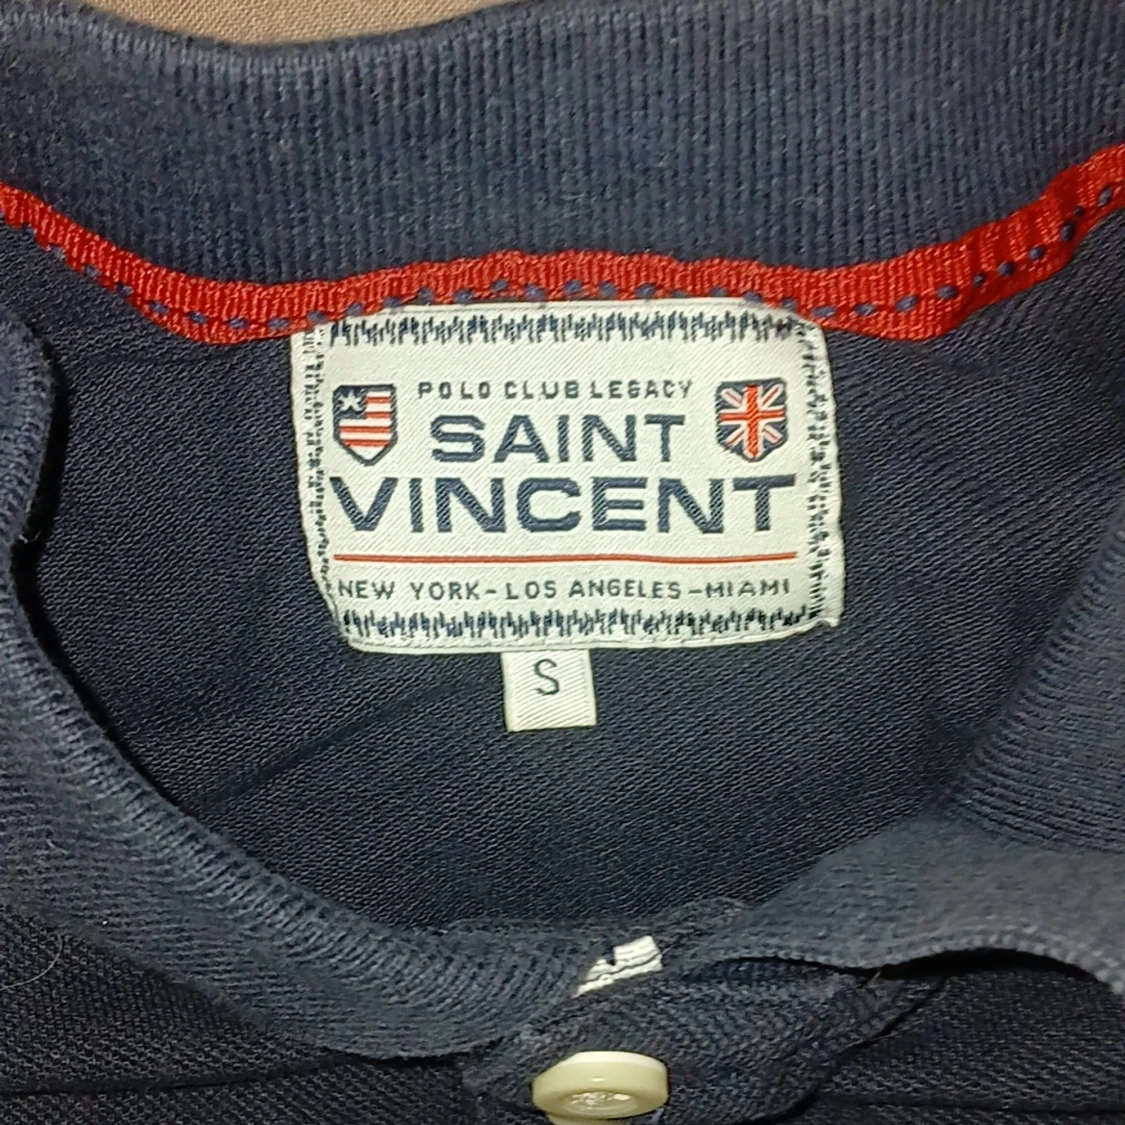 POLO CLUB LEGACY
SAINT
VINCENT
NEW YORK-LOS ANGELES-MIAMI
S